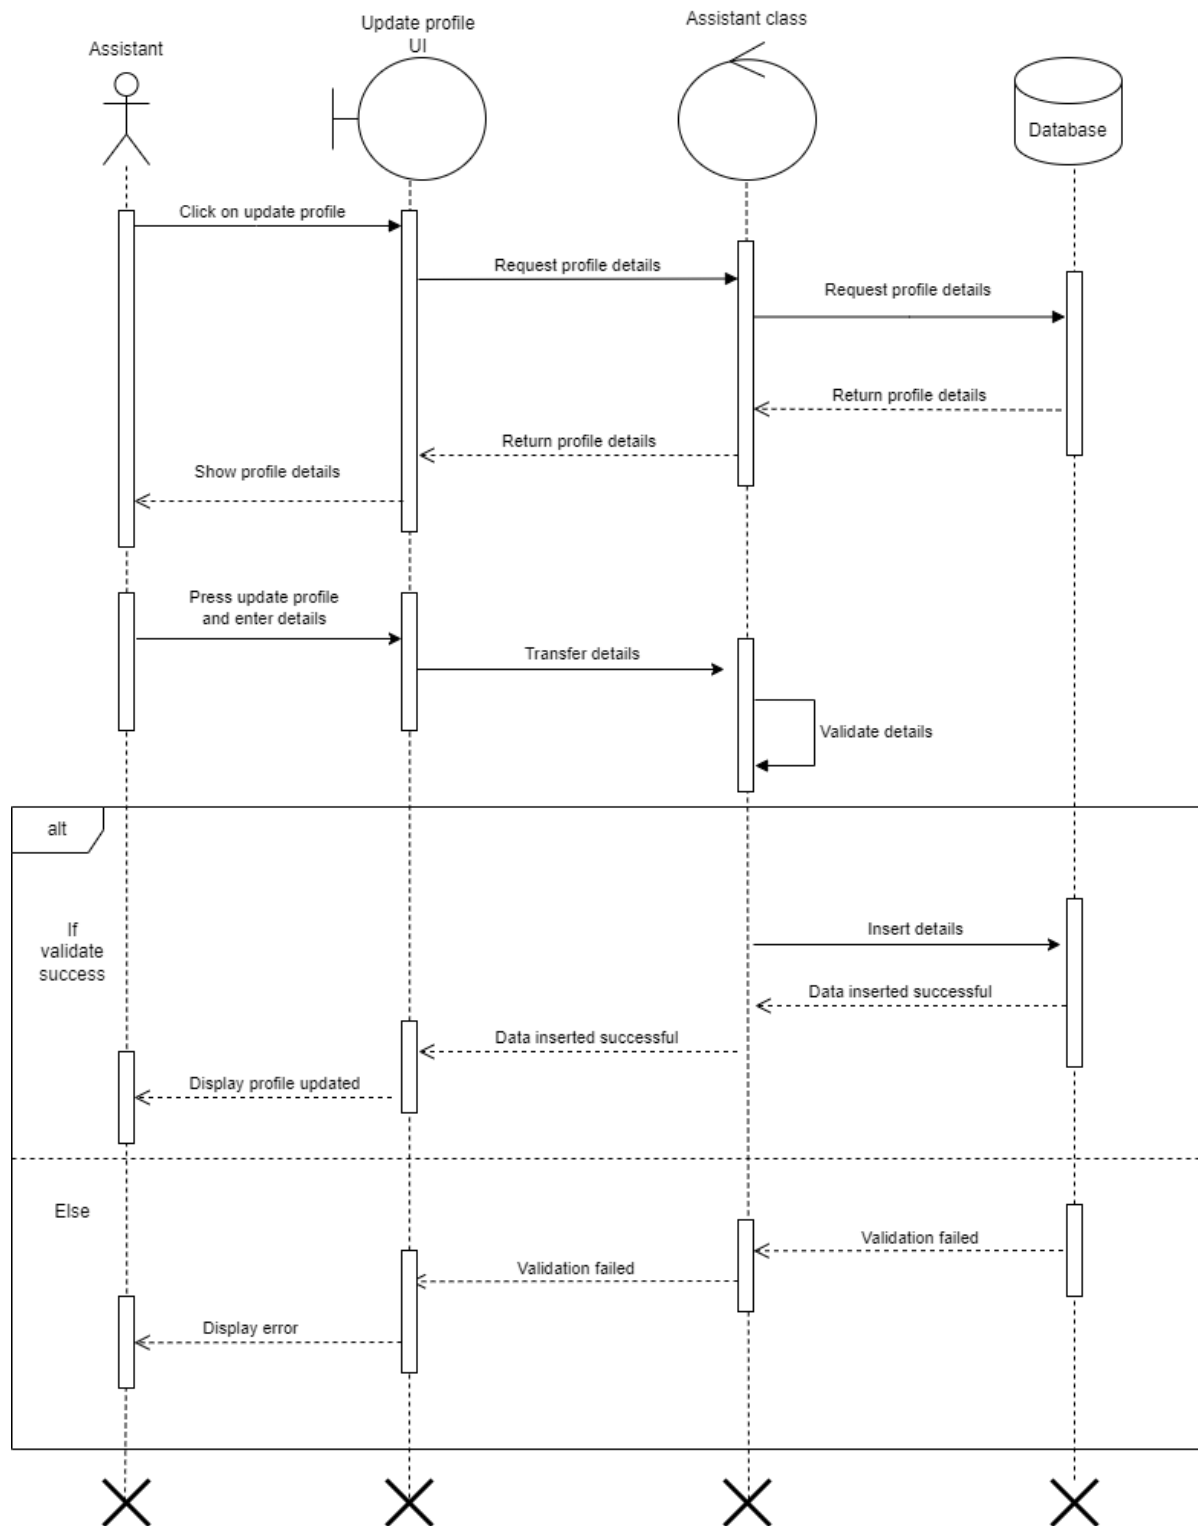 Assistant
Update profile
UI
Assistant class
Database
Click on update profile
Request profile details
Request profile details
Return profile details
Return profile details
Show profile details
Press update profile
and enter details
Transfer details
Validate details
alt
If
validate
success
Insert details
Data inserted successful
Data inserted successful
Display profile updated
Else
Validation failed
Validation failed
Display error